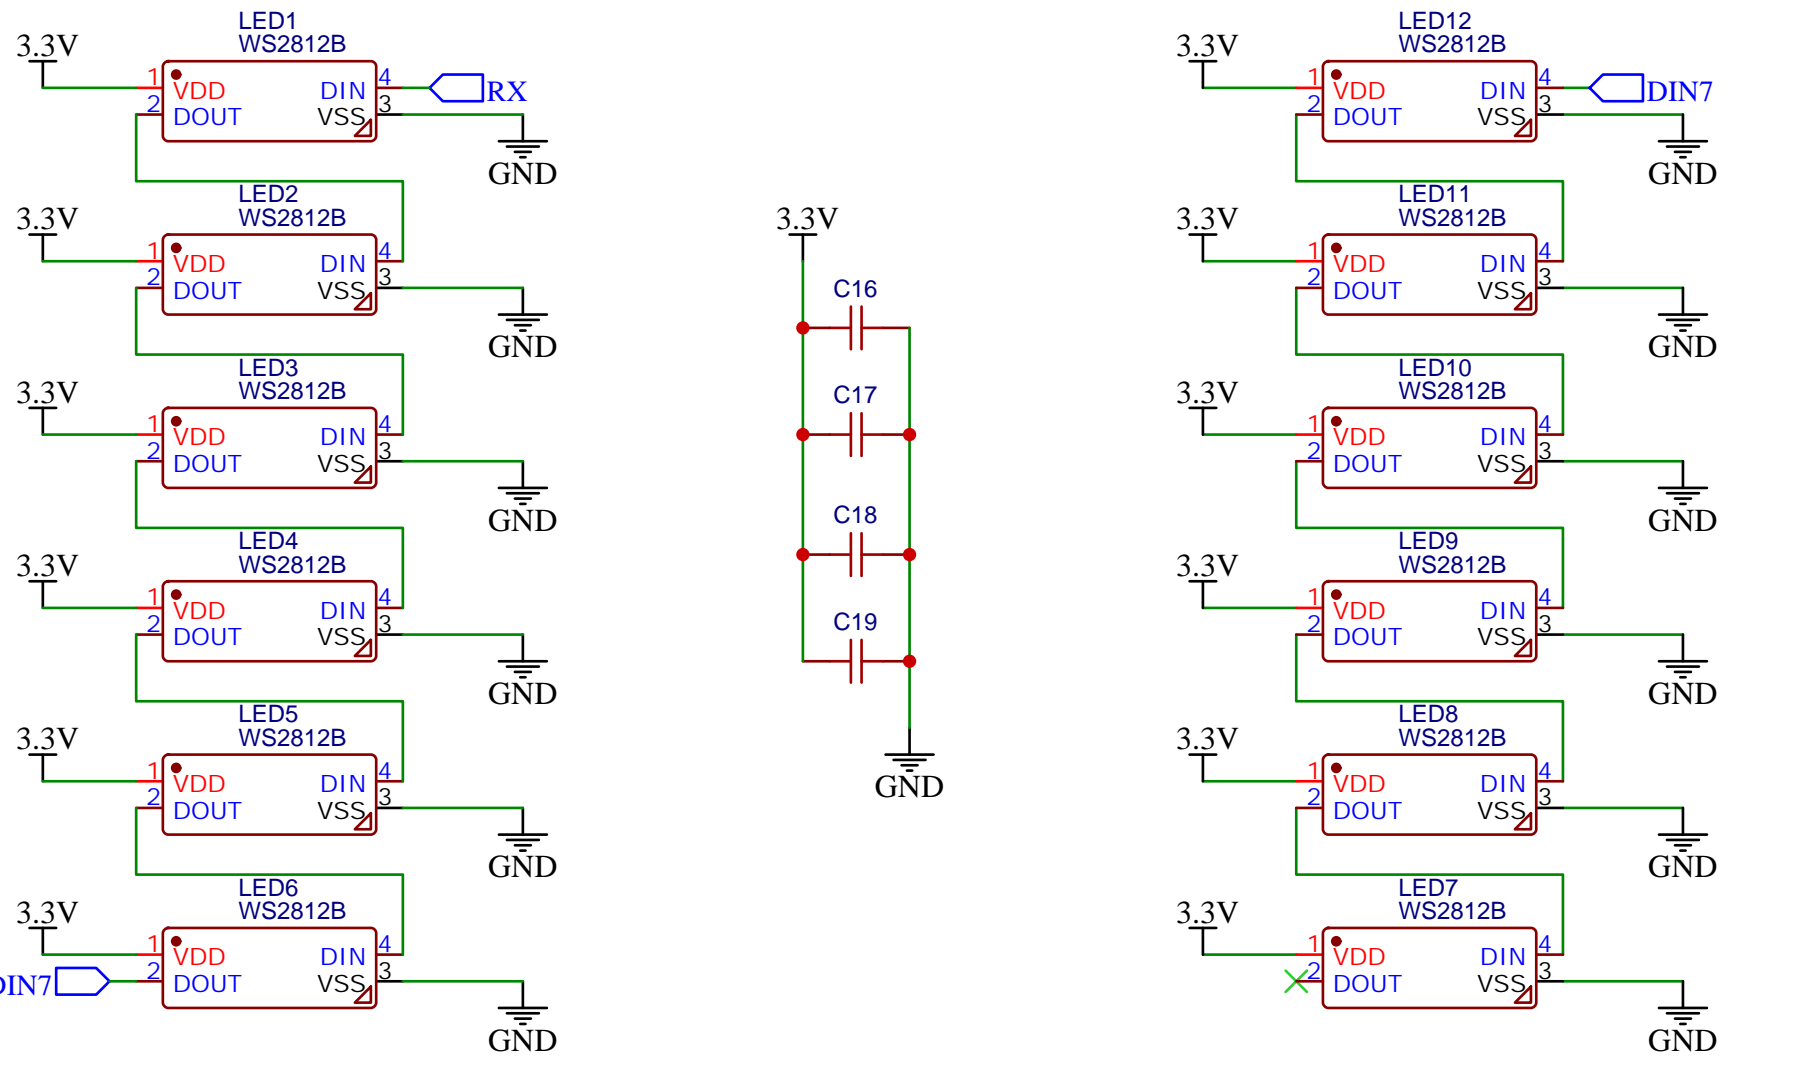 LED1
WS2812B
3.3V
1
VDD
DIN
4
RX
2
DOUT
VSS
3
GND
LED2
WS2812B
3.3V
1
VDD
DIN
4
2
DOUT
VSS
3
GND
LED3
WS2812B
3.3V
1
VDD
DIN
4
2
DOUT
VSS
3
GND
LED4
WS2812B
3.3V
1
VDD
DIN
4
2
DOUT
VSS
3
GND
LED5
WS2812B
3.3V
1
VDD
DIN
4
2
DOUT
VSS
3
GND
LED6
WS2812B
3.3V
1
VDD
DIN
4
DIN7
2
DOUT
VSS
3
GND
3.3V
C16
C17
C18
C19
GND
LED12
WS2812B
3.3V
1
VDD
DIN
4
DIN7
2
DOUT
VSS
3
GND
LED11
WS2812B
3.3V
1
VDD
DIN
4
2
DOUT
VSS
3
GND
LED10
WS2812B
3.3V
1
VDD
DIN
4
2
DOUT
VSS
3
GND
LED9
WS2812B
3.3V
1
VDD
DIN
4
2
DOUT
VSS
3
GND
LED8
WS2812B
3.3V
1
VDD
DIN
4
2
DOUT
VSS
3
GND
LED7
WS2812B
3.3V
1
VDD
DIN
4
2
DOUT
VSS
3
GND